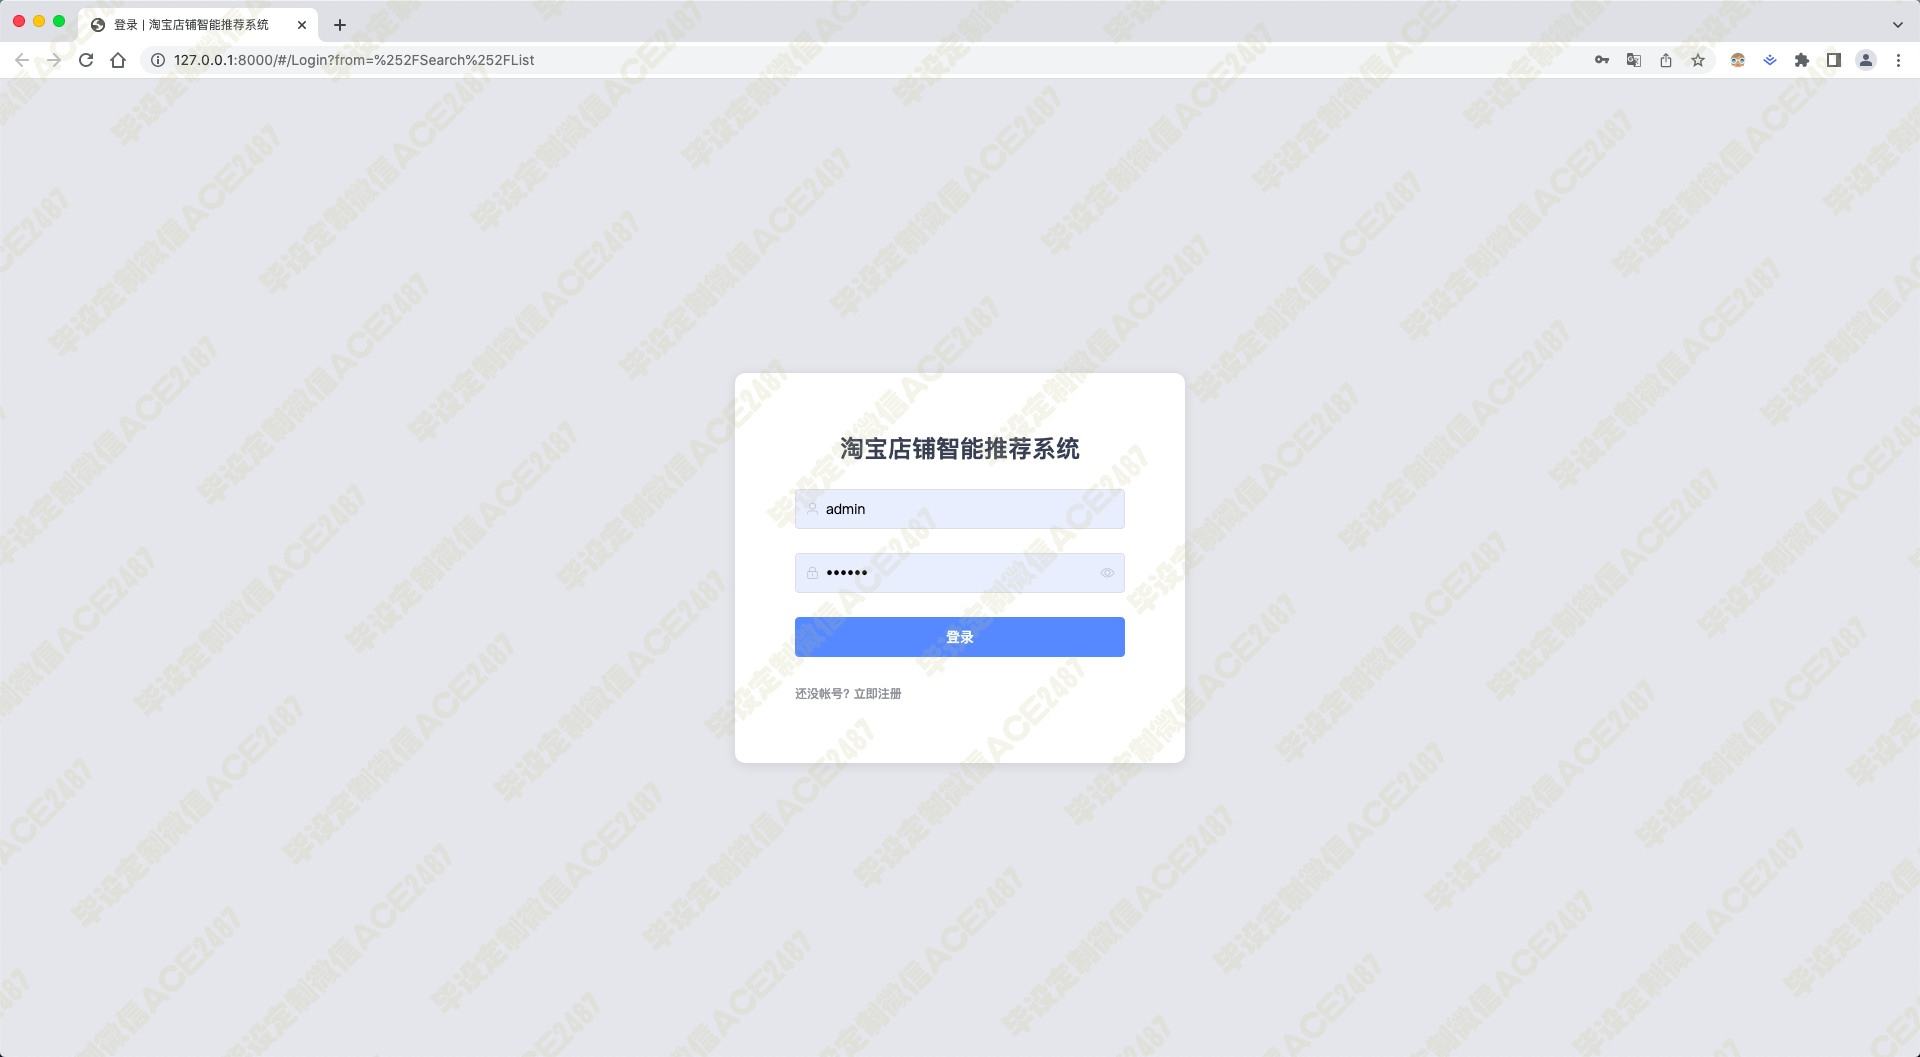 登录 | 淘宝店铺智能推荐系统
127.0.0.1:8000/#/Login?from=%252FSearch%252FList
淘宝店铺智能推荐系统
admin
••••••
登录
还没帐号? 立即注册
毕设定制微信ACE2487